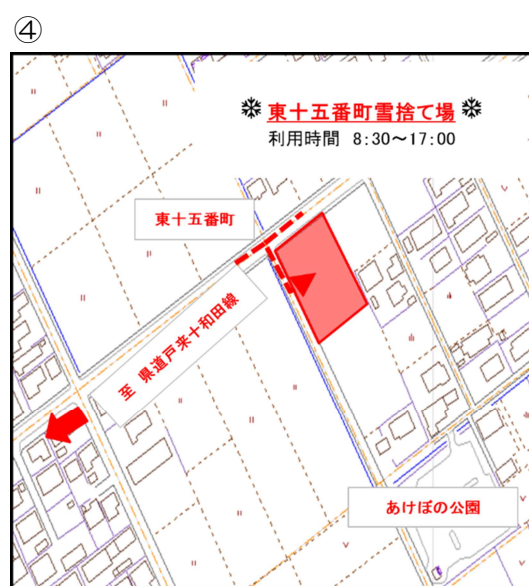 ④
❄ 東十五番町雪捨て場 ❄
利用時間 8:30～17:00
東十五番町
至 県道戸来十和田線
あけぼの公園